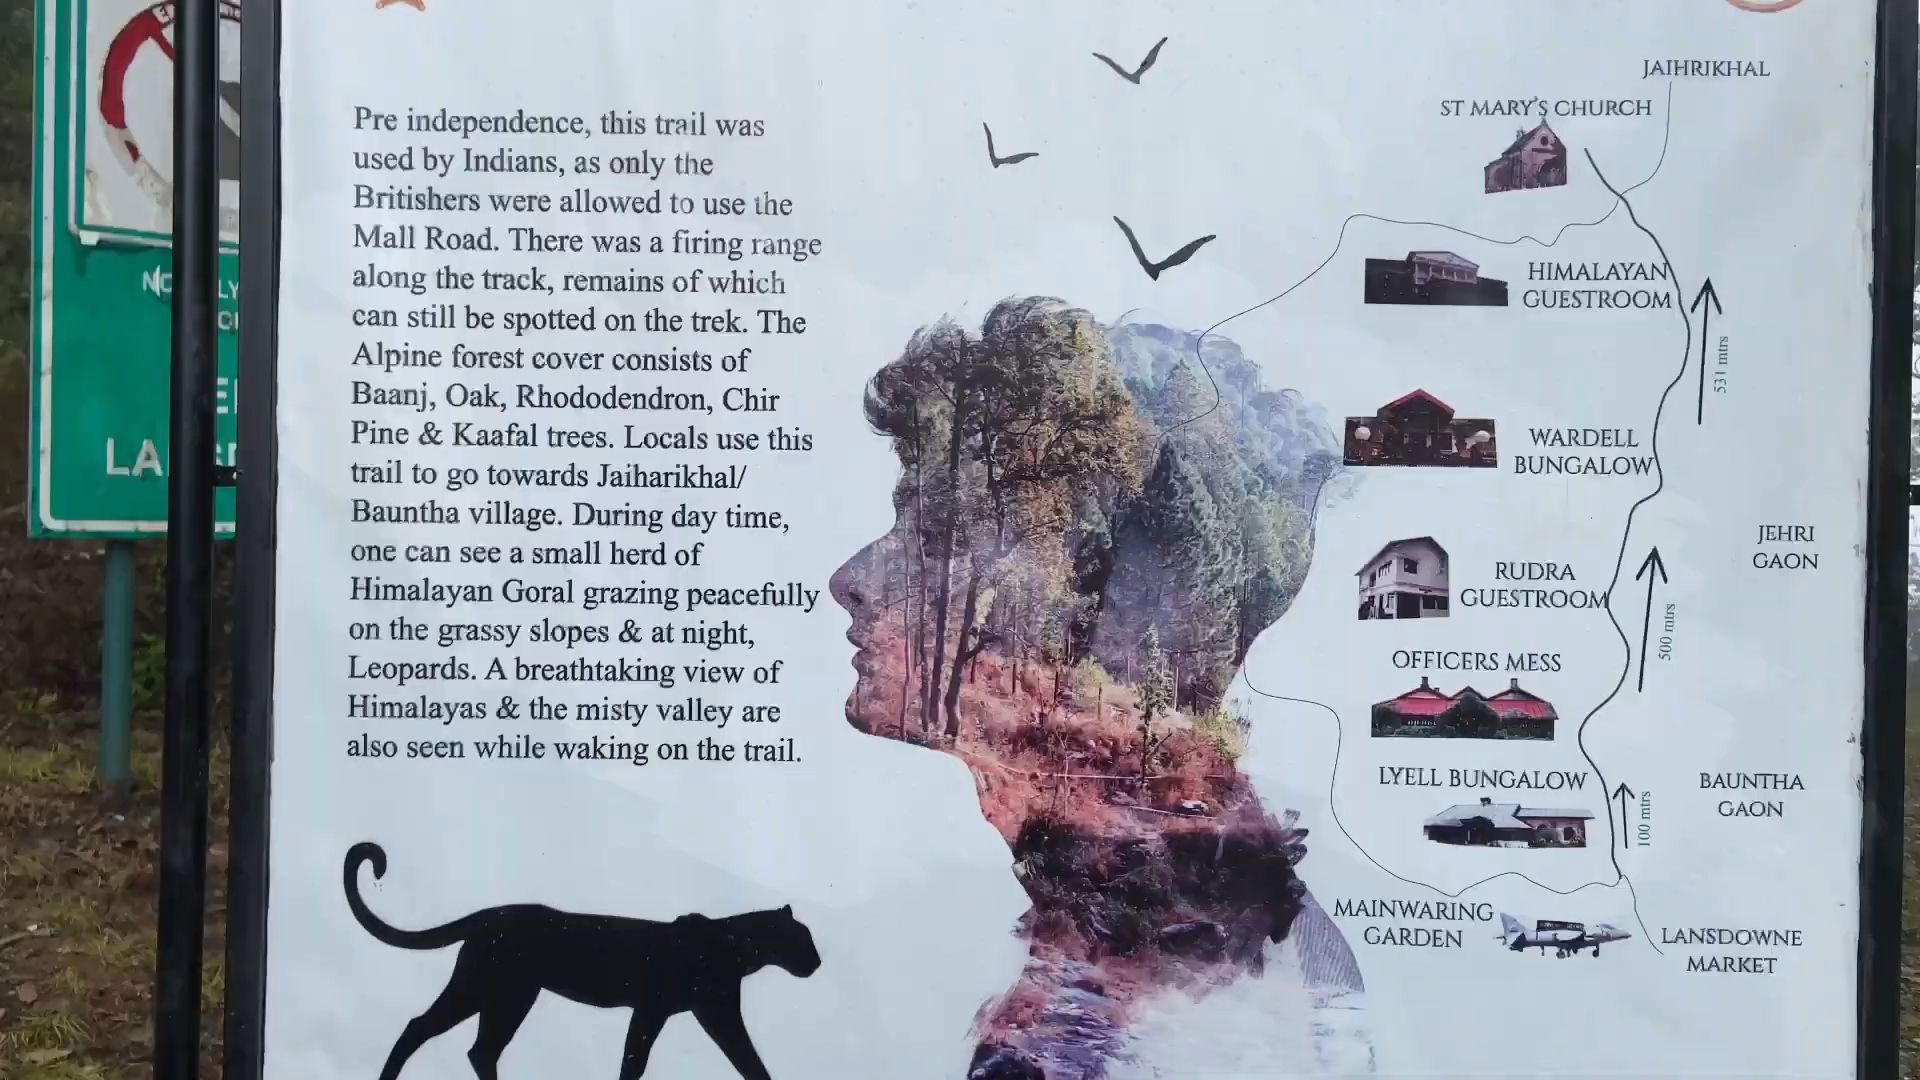 Pre independence, this trail was
used by Indians, as only the
Britishers were allowed to use the
Mall Road. There was a firing range
along the track, remains of which
can still be spotted on the trek. The
Alpine forest cover consists of
Baanj, Oak, Rhododendron, Chir
Pine & Kaafal trees. Locals use this
trail to go towards Jaiharikhal/
Bauntha village. During day time,
one can see a small herd of
Himalayan Goral grazing peacefully
on the grassy slopes & at night,
Leopards. A breathtaking view of
Himalayas & the misty valley are
also seen while waking on the trail.
JAIHRIKHAL
ST MARY'S CHURCH
HIMALAYAN
GUESTROOM
531 mtrs
WARDELL
BUNGALOW
JEHRI
GAON
RUDRA
GUESTROOM
500 mtrs
OFFICERS MESS
LYELL BUNGALOW
BAUNTHA
GAON
100 mtrs
MAINWARING
GARDEN
LANSDOWNE
MARKET